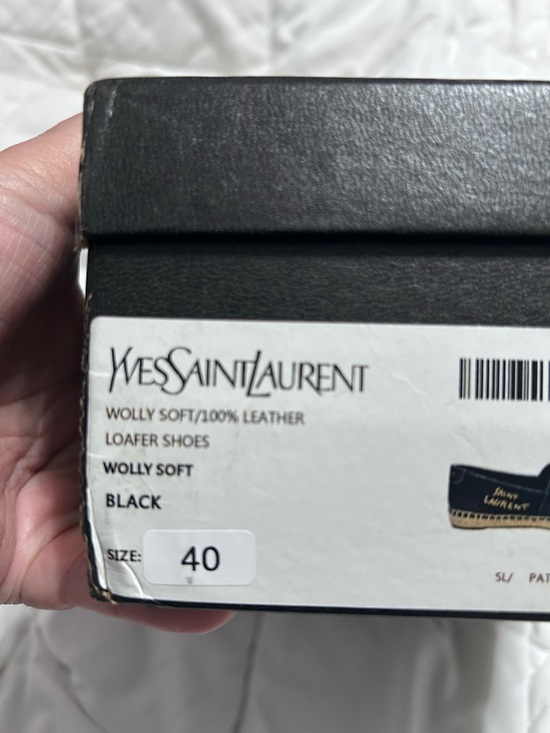 YVESSAINTLAURENT
WOLLY SOFT/100% LEATHER
LOAFER SHOES
WOLLY SOFT
BLACK
SIZE: 40
SAINT
LAURENT
SL/ PAT